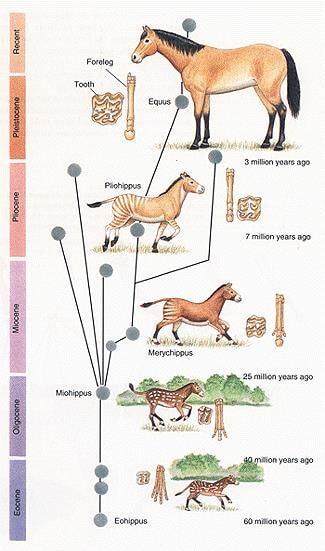 Recent
Foreleg
Tooth
Pleistocene
Equus
3 million years ago
Pliocene
Pliohippus
7 million years ago
Miocene
Merychippus
25 million years ago
Miohippus
Oligocene
40 million years ago
Eocene
Eohippus
60 million years ago